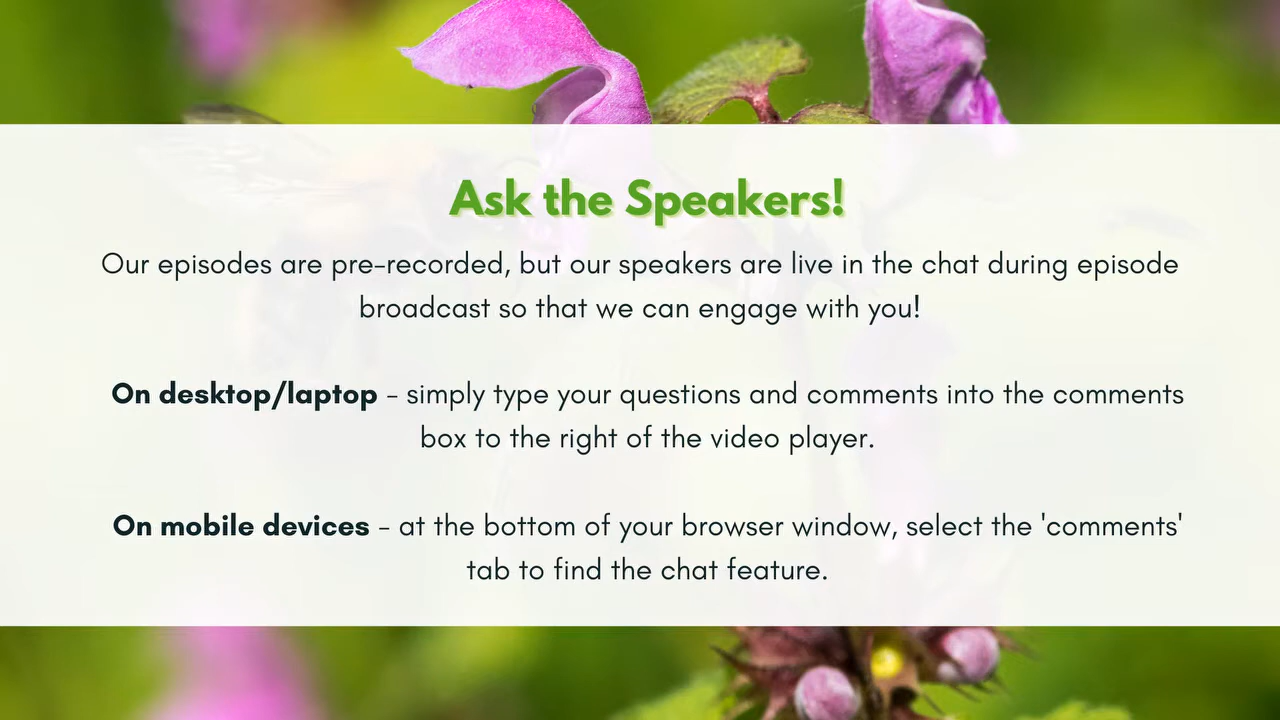 Ask the Speakers!
Our episodes are pre-recorded, but our speakers are live in the chat during episode
broadcast so that we can engage with you!
On desktop/laptop - simply type your questions and comments into the comments
box to the right of the video player.
On mobile devices - at the bottom of your browser window, select the 'comments'
tab to find the chat feature.